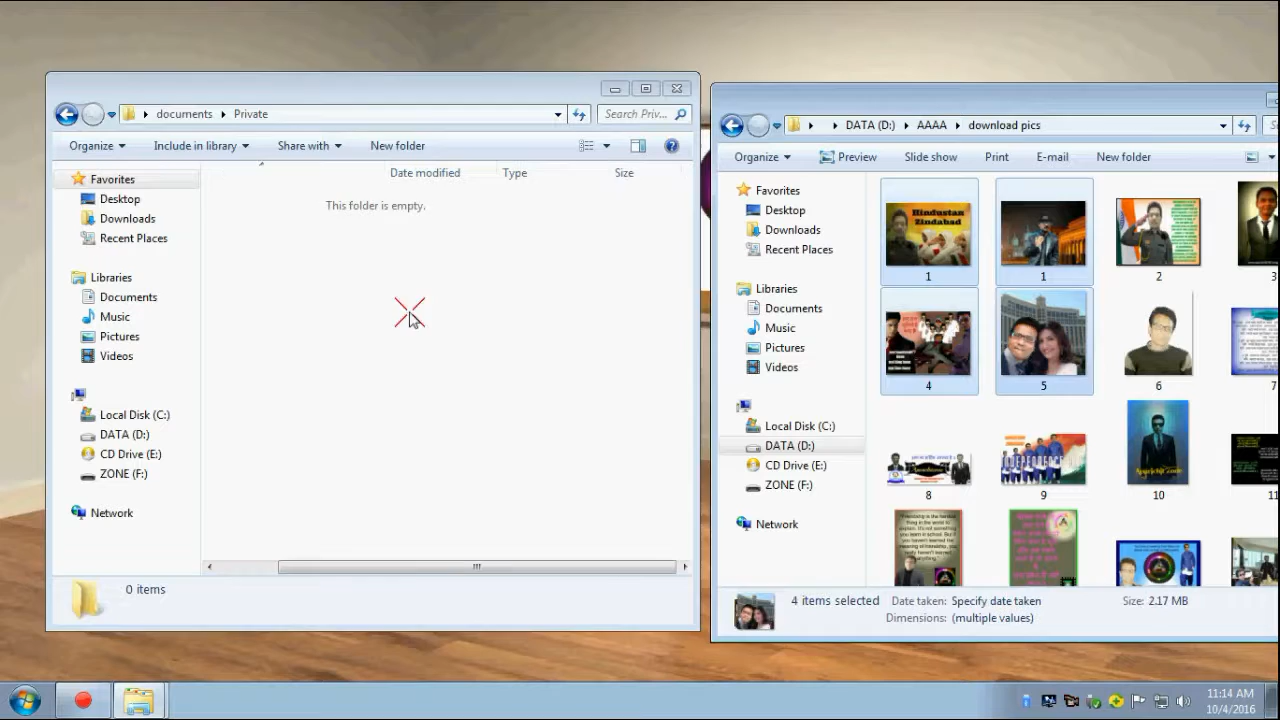 documents Private
Search Priv...
Organize Include in library Share with New folder
Date modified Type Size
This folder is empty.
Favorites
Desktop
Downloads
Recent Places
Libraries
Documents
Music
Pictures
Videos
Local Disk (C:)
DATA (D:)
CD Drive (E:)
ZONE (F:)
Network
0 items
DATA (D:) AAAA download pics
S
Organize Preview Slide show Print E-mail New folder
Favorites
Desktop
Downloads
Recent Places
Libraries
Documents
Music
Pictures
Videos
Local Disk (C:)
DATA (D:)
CD Drive (E:)
ZONE (F:)
Network
Hindustan
Zindabad
1 1 2 3
4 5 6 7
8 9 10 11
4 items selected Date taken: Specify date taken Size: 2.17 MB
Dimensions: (multiple values)
11:14 AM
10/4/2016